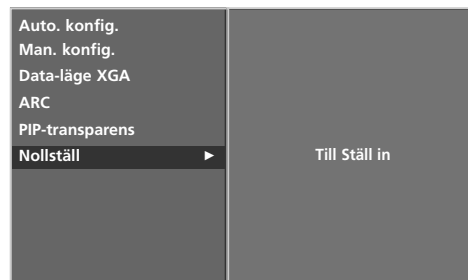 Auto. konfig.
Man. konfig.
Data-läge XGA
ARC
PIP-transparens
Nollställ ►
Till Ställ in